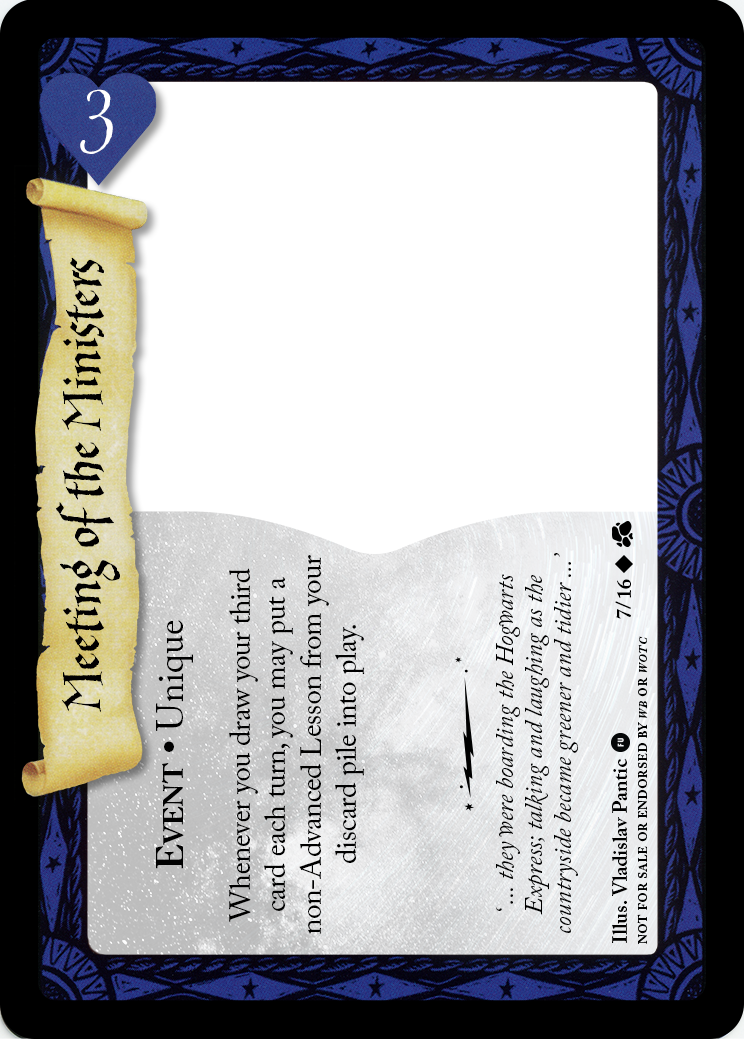 3
Meeting of the Ministers
EVENT • Unique
Whenever you draw your third
card each turn, you may put a
non-Advanced Lesson from your
discard pile into play.
‘… they were boarding the Hogwarts
Express; talking and laughing as the
countryside became greener and tidier …’
Illus. Vladislav Pantic FU
7/16
NOT FOR SALE OR ENDORSED BY WB OR WOTC